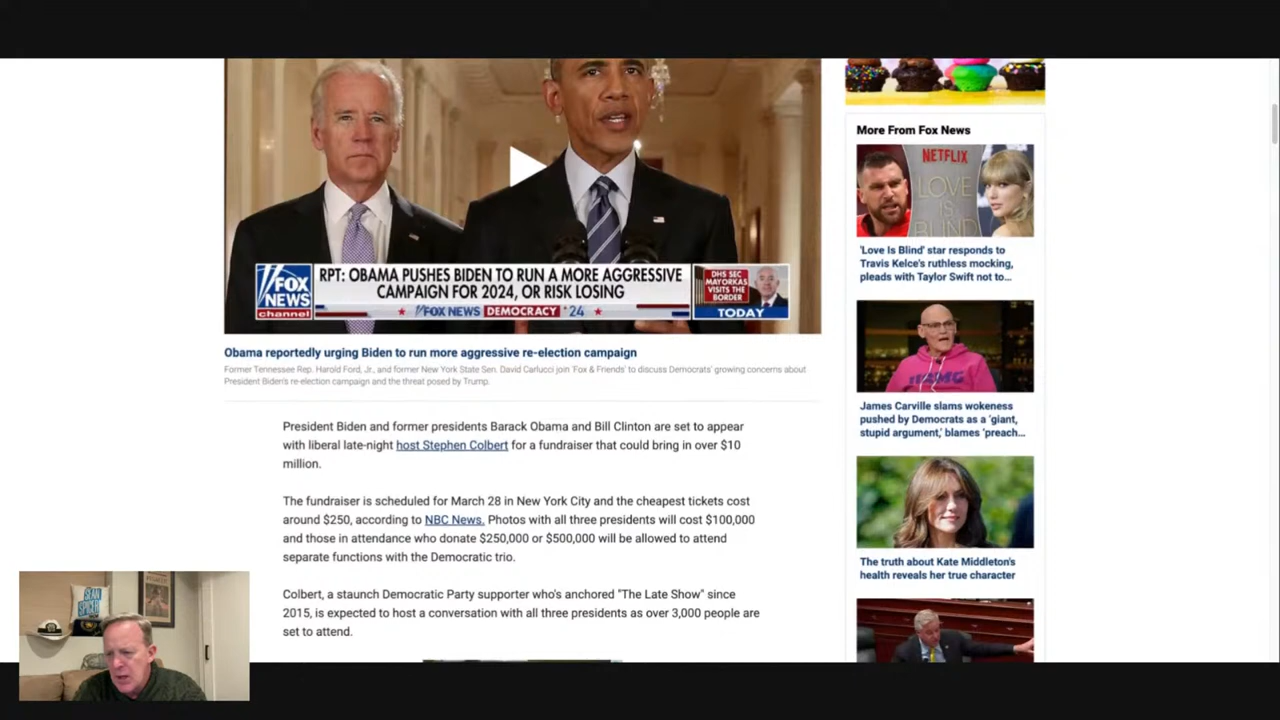 RPT: OBAMA PUSHES BIDEN TO RUN A MORE AGGRESSIVE
CAMPAIGN FOR 2024, OR RISK LOSING
FOX
NEWS
channel
FOX NEWS DEMOCRACY '24
DHS SEC
MAYORKAS
VISITS THE
BORDER
TODAY
Obama reportedly urging Biden to run more aggressive re-election campaign
Former Tennessee Rep. Harold Ford, Jr., and former New York State Sen. David Carlucci join 'Fox & Friends' to discuss Democrats' growing concerns about
President Biden's re-election campaign and the threat posed by Trump.
President Biden and former presidents Barack Obama and Bill Clinton are set to appear
with liberal late-night host Stephen Colbert for a fundraiser that could bring in over $10
million.
The fundraiser is scheduled for March 28 in New York City and the cheapest tickets cost
around $250, according to NBC News. Photos with all three presidents will cost $100,000
and those in attendance who donate $250,000 or $500,000 will be allowed to attend
separate functions with the Democratic trio.
Colbert, a staunch Democratic Party supporter who's anchored "The Late Show" since
2015, is expected to host a conversation with all three presidents as over 3,000 people are
set to attend.
More From Fox News
NETFLIX
LOVE
IS
BLIND
'Love Is Blind' star responds to
Travis Kelce's ruthless mocking,
pleads with Taylor Swift not to...
James Carville slams wokeness
pushed by Democrats as a 'giant,
stupid argument,' blames 'preach...
The truth about Kate Middleton's
health reveals her true character
SEAN
SPICER